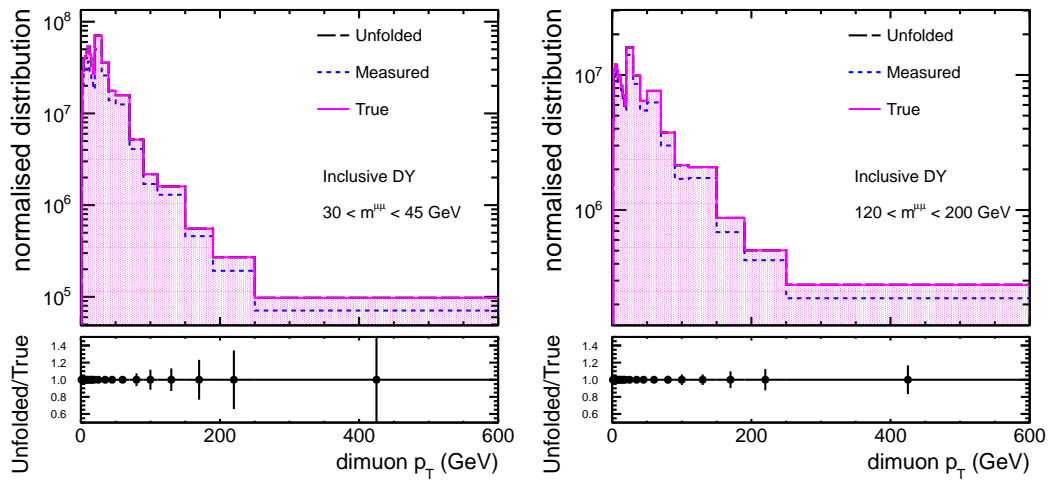 normalised distribution
10^8
10^7
10^6
10^5
Unfolded
Measured
True
Inclusive DY
30 < m^μμ < 45 GeV
Unfolded/True
1.4
1.2
1.0
0.8
0.6
0 200 400 600
dimuon p_T (GeV)
normalised distribution
10^7
10^6
Unfolded
Measured
True
Inclusive DY
120 < m^μμ < 200 GeV
Unfolded/True
1.4
1.2
1.0
0.8
0.6
0 200 400 600
dimuon p_T (GeV)